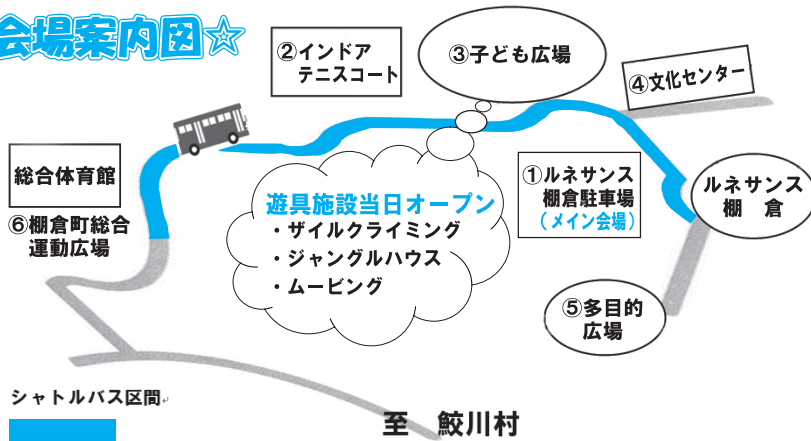 会場案内図☆
②インドア
テニスコート
③子ども広場
④文化センター
総合体育館
⑥棚倉町総合
運動広場
遊具施設当日オープン
・ザイルクライミング
・ジャングルハウス
・ムービング
①ルネサンス
棚倉駐車場
(メイン会場)
ルネサンス
棚 倉
⑤多目的
広場
シャトルバス区間
至 鮫川村